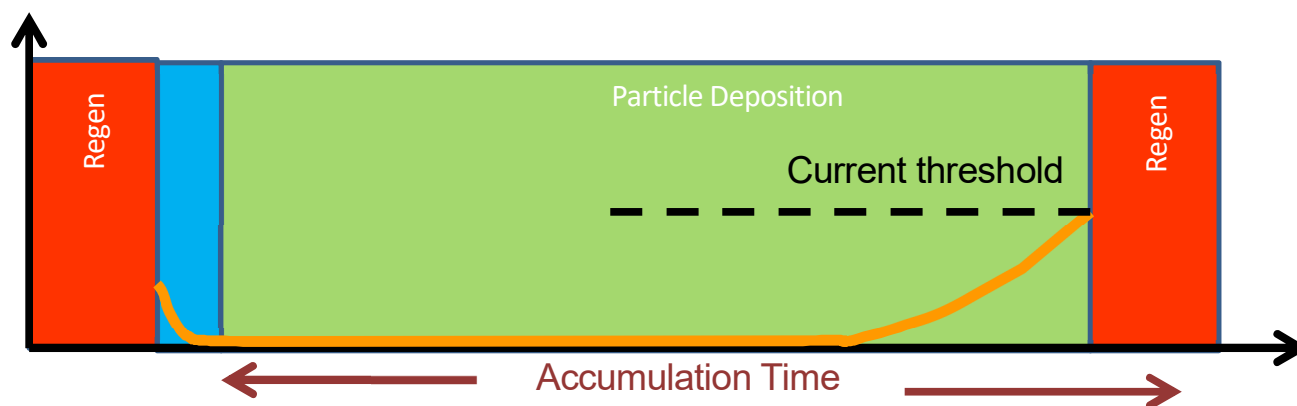 Regen
Particle Deposition
Current threshold
Regen
Accumulation Time